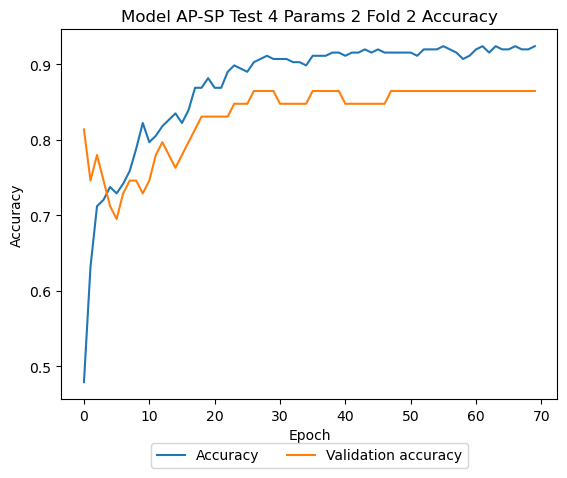 Model AP-SP Test 4 Params 2 Fold 2 Accuracy
0.9
0.8
0.7
0.6
0.5
Accuracy
0 10 20 30 40 50 60 70
Epoch
Accuracy Validation accuracy